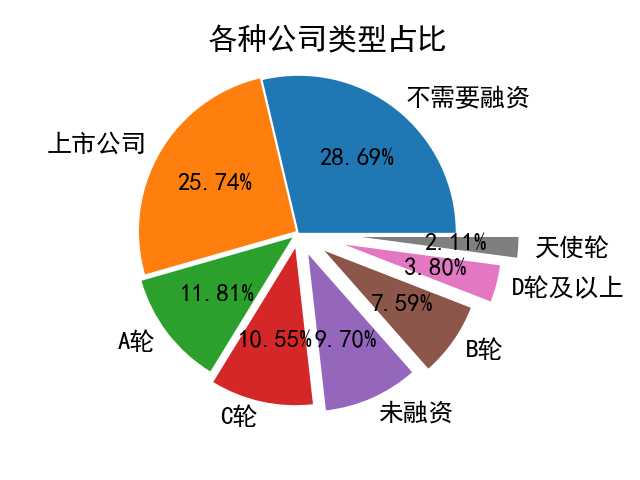 各种公司类型占比
不需要融资
28.69%
上市公司
25.74%
A轮
11.81%
C轮
10.55%
未融资
9.70%
B轮
7.59%
D轮及以上
3.80%
天使轮
2.11%